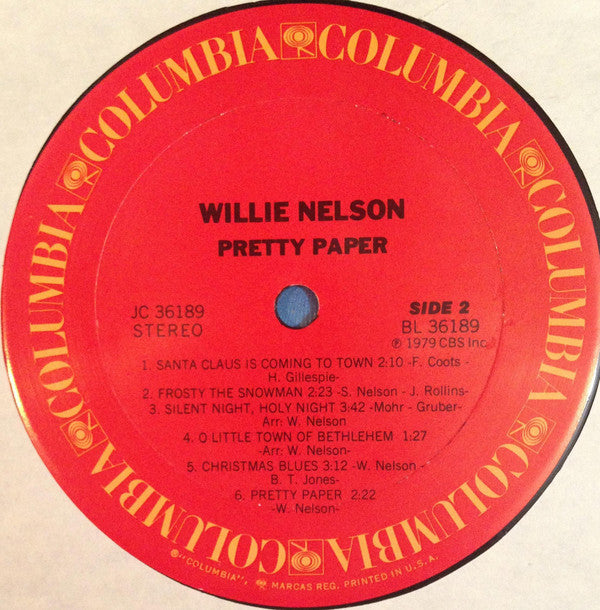 COLUMBIA COLUMBIA COLUMBIA COLUMBIA COLUMBIA COLUMBIA
WILLIE NELSON
PRETTY PAPER
JC 36189
STEREO
SIDE 2
BL 36189
℗ 1979 CBS Inc.
1. SANTA CLAUS IS COMING TO TOWN 2:10 -F. Coots -
H. Gillespie-
2. FROSTY THE SNOWMAN 2:23 -S. Nelson - J. Rollins-
3. SILENT NIGHT, HOLY NIGHT 3:42 -Mohr - Gruber-
Arr: W. Nelson
4. O LITTLE TOWN OF BETHLEHEM 1:27
-Arr: W. Nelson-
5. CHRISTMAS BLUES 3:12 -W. Nelson -
B. T. Jones-
6. PRETTY PAPER 2:22
-W. Nelson-
®"COLUMBIA", MARCAS REG. PRINTED IN U.S.A.